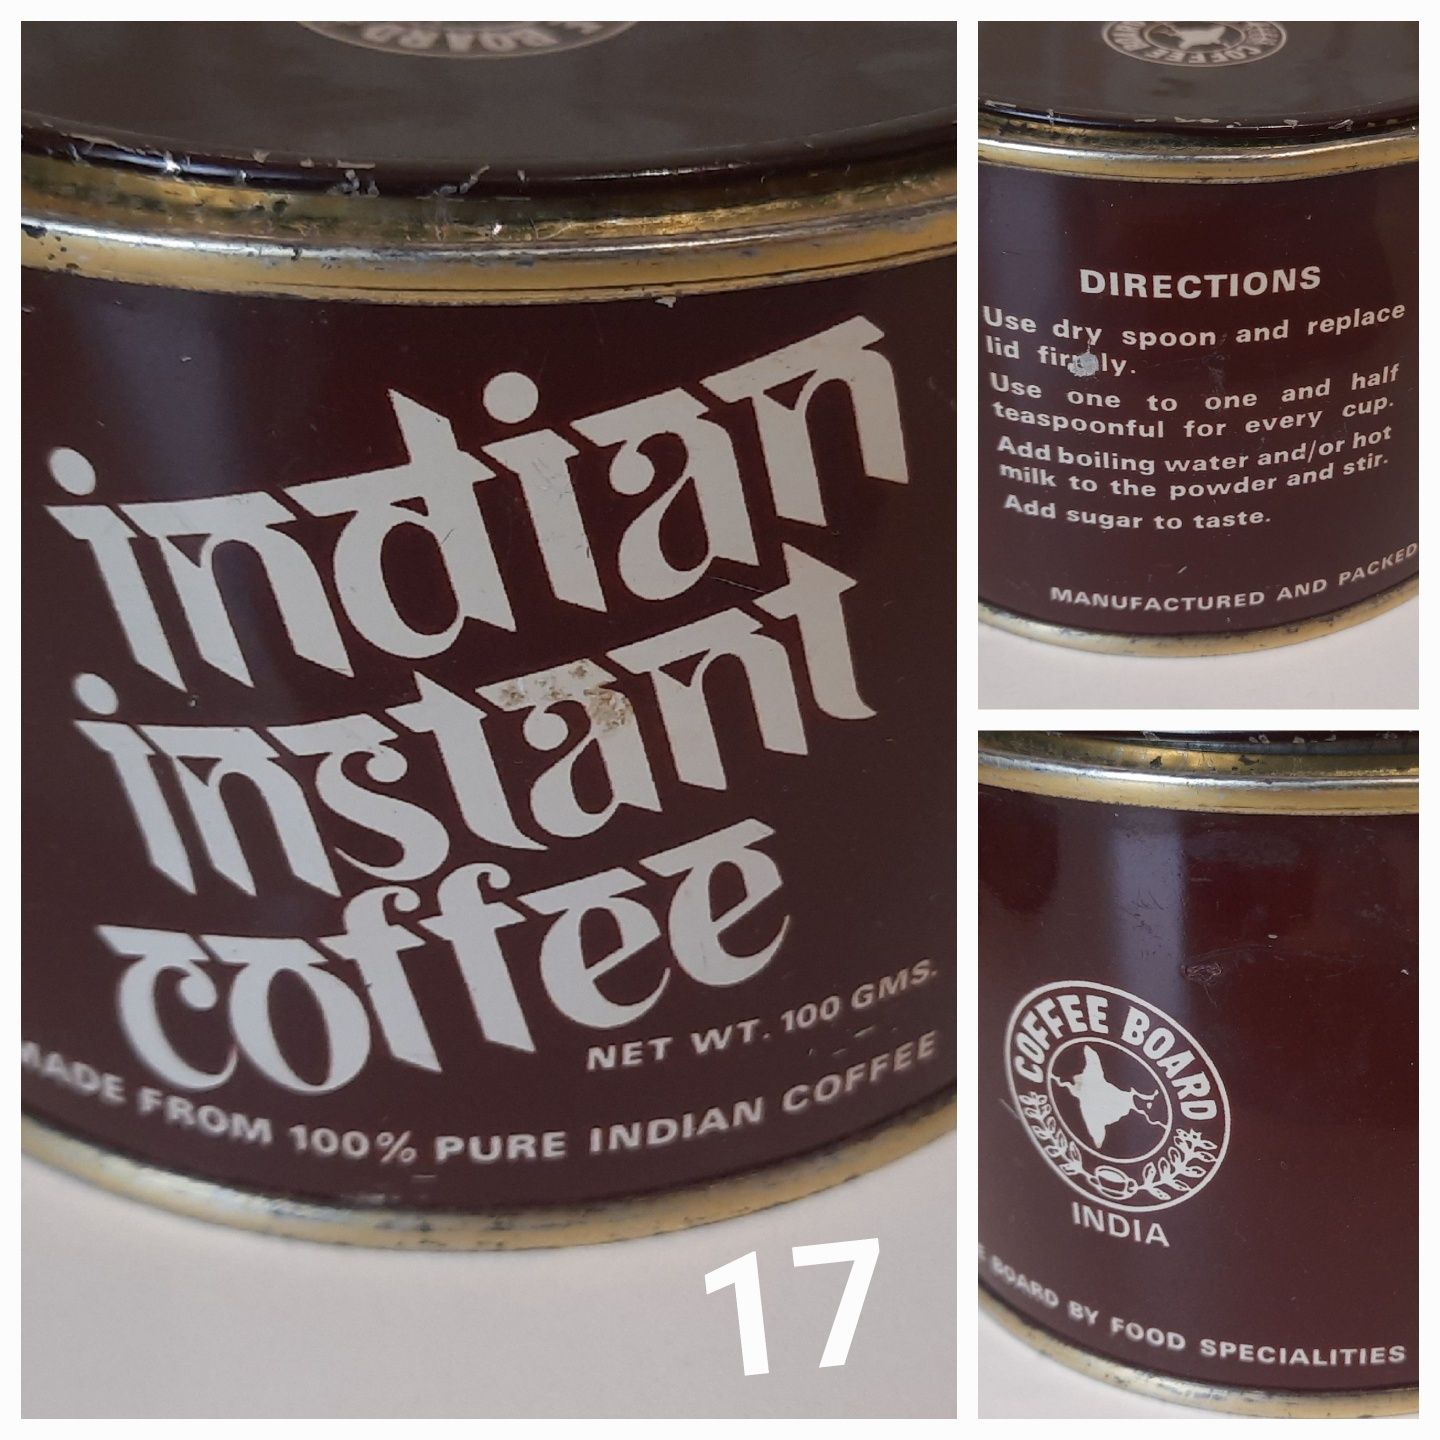 E BOARD
indian
instant
coffee
NET WT. 100 GMS.
MADE FROM 100% PURE INDIAN COFFEE
17
COFFEE
DIRECTIONS
Use dry spoon and replace
lid firmly.
Use one to one and half
teaspoonful for every cup.
Add boiling water and/or hot
milk to the powder and stir.
Add sugar to taste.
MANUFACTURED AND PACKED
COFFEE BOARD
INDIA
E BOARD BY FOOD SPECIALITIES